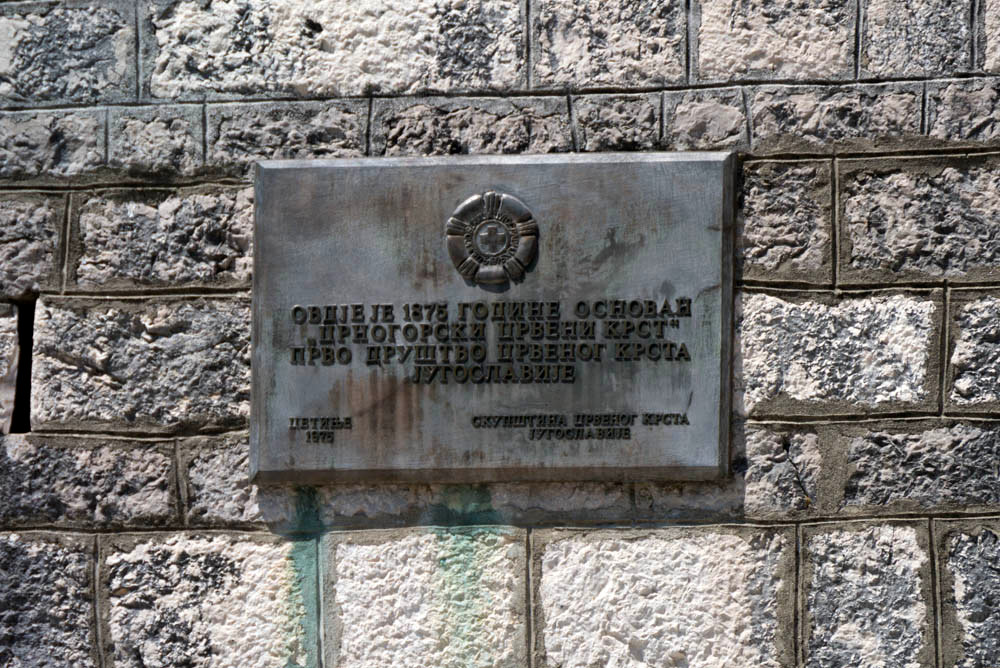 ОВДЈЕ ЈЕ 1875 ГОДИНЕ ОСНОВАН
„ЦРНОГОРСКИ ЦРВЕНИ КРСТ“
ПРВО ДРУШТВО ЦРВЕНОГ КРСТА
ЈУГОСЛАВИЈЕ
ЦЕТИЊЕ
1975
СКУПШТИНА ЦРВЕНОГ КРСТА
ЈУГОСЛАВИЈЕ